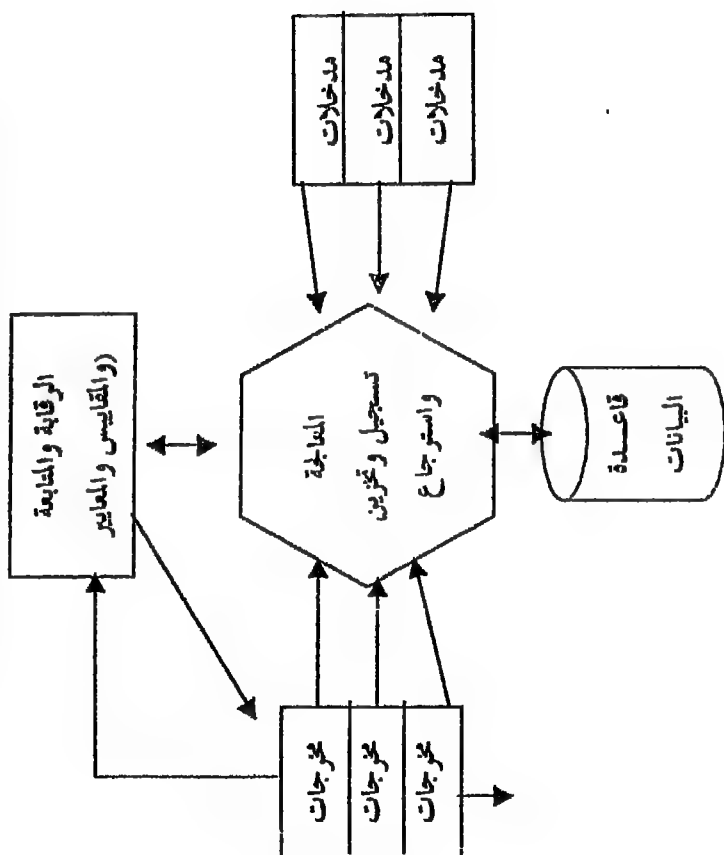 مدخلات
مدخلات
مدخلات
الرقابة والمتابعة
(والمقاييس والمعايير
المعالجة
تسجيل وتخزين
واسترجاع
قاعدة
البيانات
مخرجات
مخرجات
مخرجات